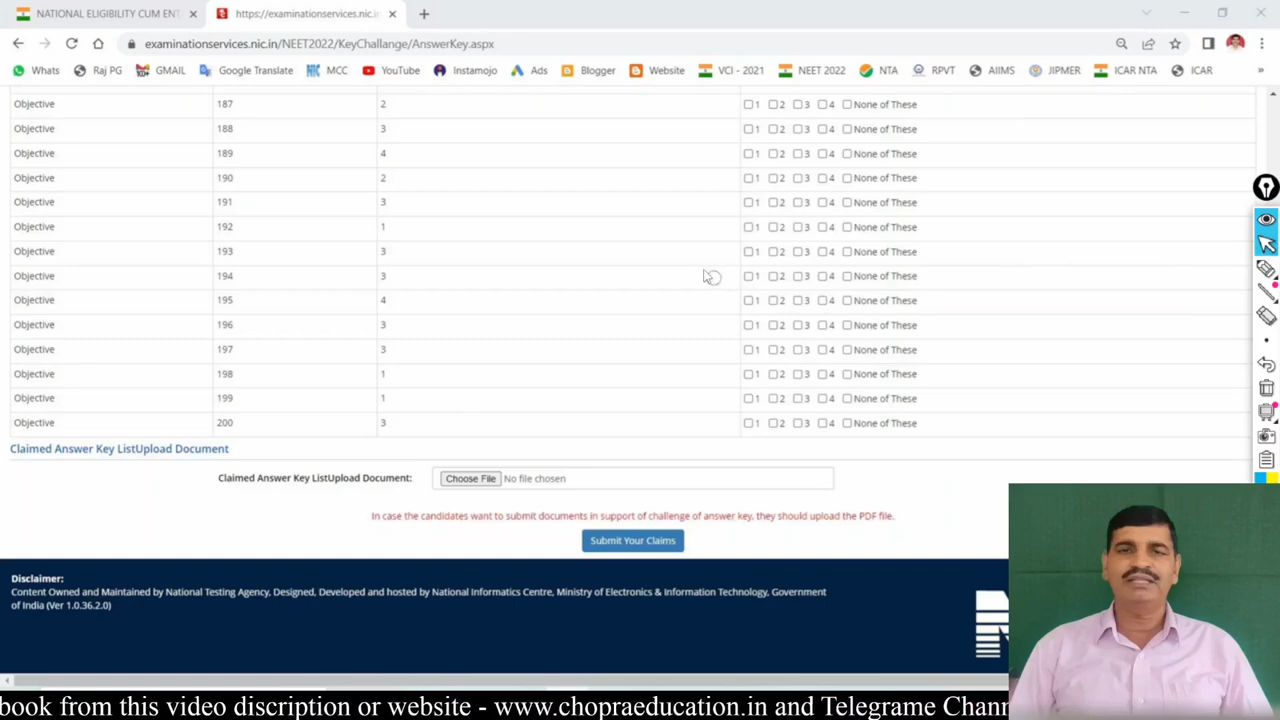 NATIONAL ELIGIBILITY CUM ENT
https://examinationservices.nic.in
examinationservices.nic.in/NEET2022/KeyChallange/AnswerKey.aspx
Whats Raj PG GMAIL Google Translate MCC YouTube Instamojo Ads Blogger Website VCI - 2021 NEET 2022 NTA RPVT AIIMS JIPMER ICAR NTA ICAR »
Objective 187 2 1 2 3 4 None of These
Objective 188 3 1 2 3 4 None of These
Objective 189 4 1 2 3 4 None of These
Objective 190 2 1 2 3 4 None of These
Objective 191 3 1 2 3 4 None of These
Objective 192 1 1 2 3 4 None of These
Objective 193 3 1 2 3 4 None of These
Objective 194 3 1 2 3 4 None of These
Objective 195 4 1 2 3 4 None of These
Objective 196 3 1 2 3 4 None of These
Objective 197 3 1 2 3 4 None of These
Objective 198 1 1 2 3 4 None of These
Objective 199 1 1 2 3 4 None of These
Objective 200 3 1 2 3 4 None of These
Claimed Answer Key ListUpload Document
Claimed Answer Key ListUpload Document: Choose File No file chosen
In case the candidates want to submit documents in support of challenge of answer key, they should upload the PDF file.
Submit Your Claims
Disclaimer:
Content Owned and Maintained by National Testing Agency, Designed, Developed and hosted by National Informatics Centre, Ministry of Electronics & Information Technology, Government
of India (Ver 1.0.36.2.0)
book from this video discription or website - www.chopraeducation.in and Telegrame Chann